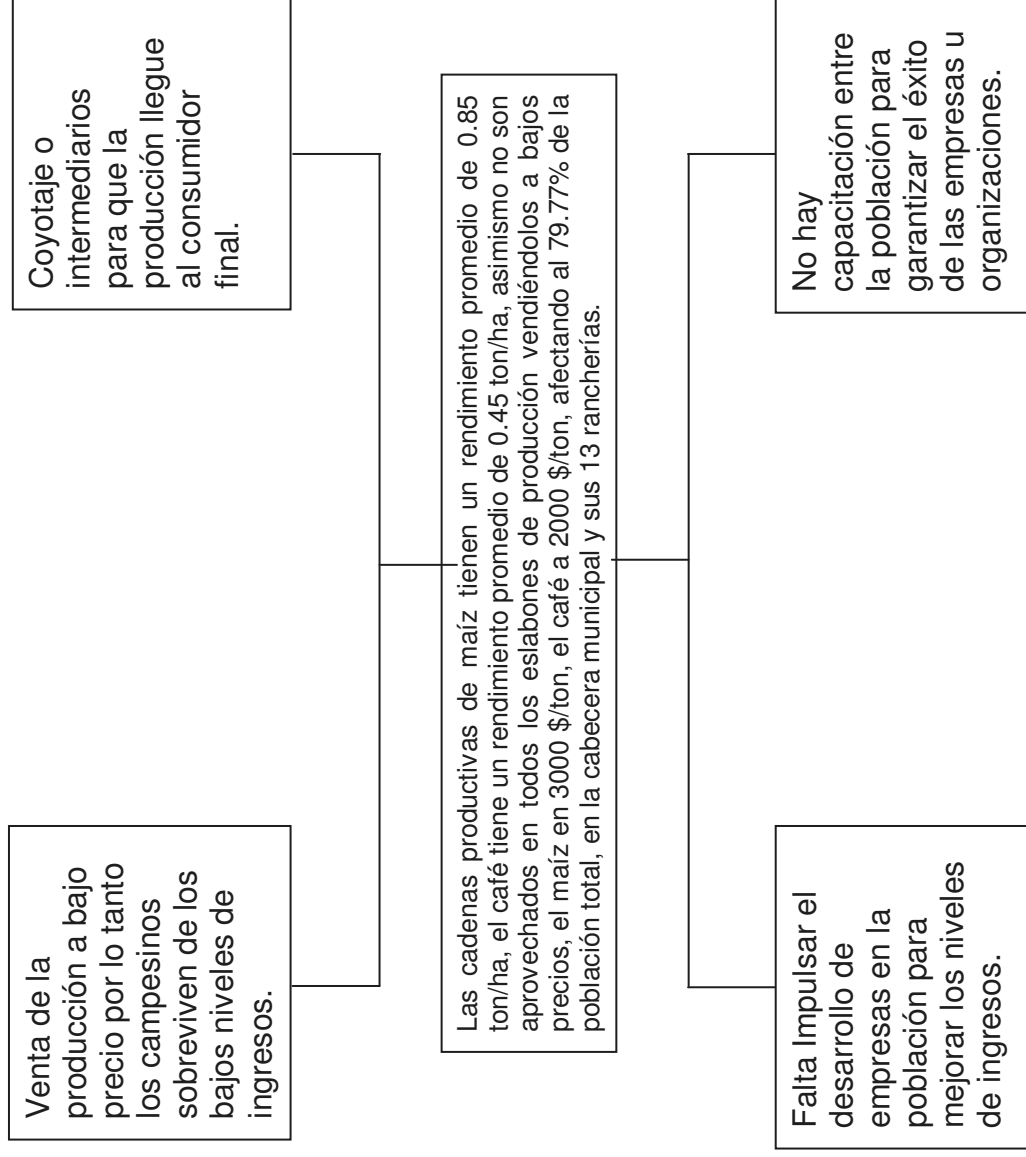 Venta de la
producción a bajo
precio por lo tanto
los campesinos
sobreviven de los
bajos niveles de
ingresos.
Coyotaje o
intermediarios
para que la
producción llegue
al consumidor
final.
Las cadenas productivas de maíz tienen un rendimiento promedio de 0.85
ton/ha, el café tiene un rendimiento promedio de 0.45 ton/ha, asimismo no son
aprovechados en todos los eslabones de producción vendiéndolos a bajos
precios, el maíz en 3000 $/ton, el café a 2000 $/ton, afectando al 79.77% de la
población total, en la cabecera municipal y sus 13 rancherías.
Falta Impulsar el
desarrollo de
empresas en la
población para
mejorar los niveles
de ingresos.
No hay
capacitación entre
la población para
garantizar el éxito
de las empresas u
organizaciones.